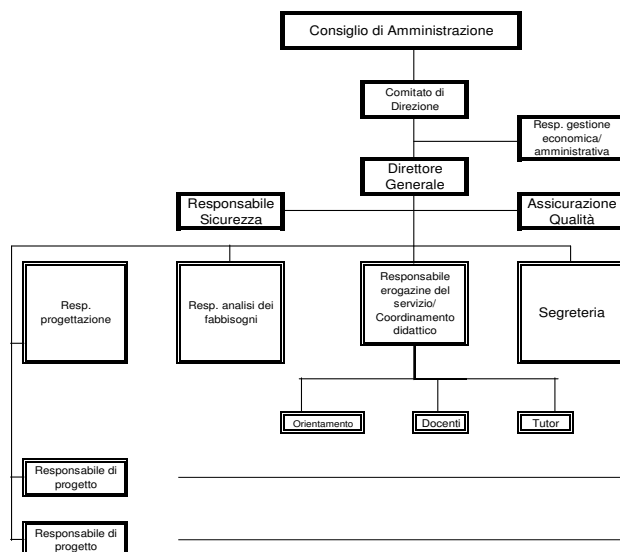 Consiglio di Amministrazione
Comitato di
Direzione
Resp. gestione
economica/
amministrativa
Direttore
Generale
Responsabile
Sicurezza
Assicurazione
Qualità
Resp.
progettazione
Resp. analisi dei
fabbisogni
Responsabile
erogazine del
servizio/
Coordinamento
didattico
Segreteria
Orientamento
Docenti
Tutor
Responsabile di
progetto
Responsabile di
progetto